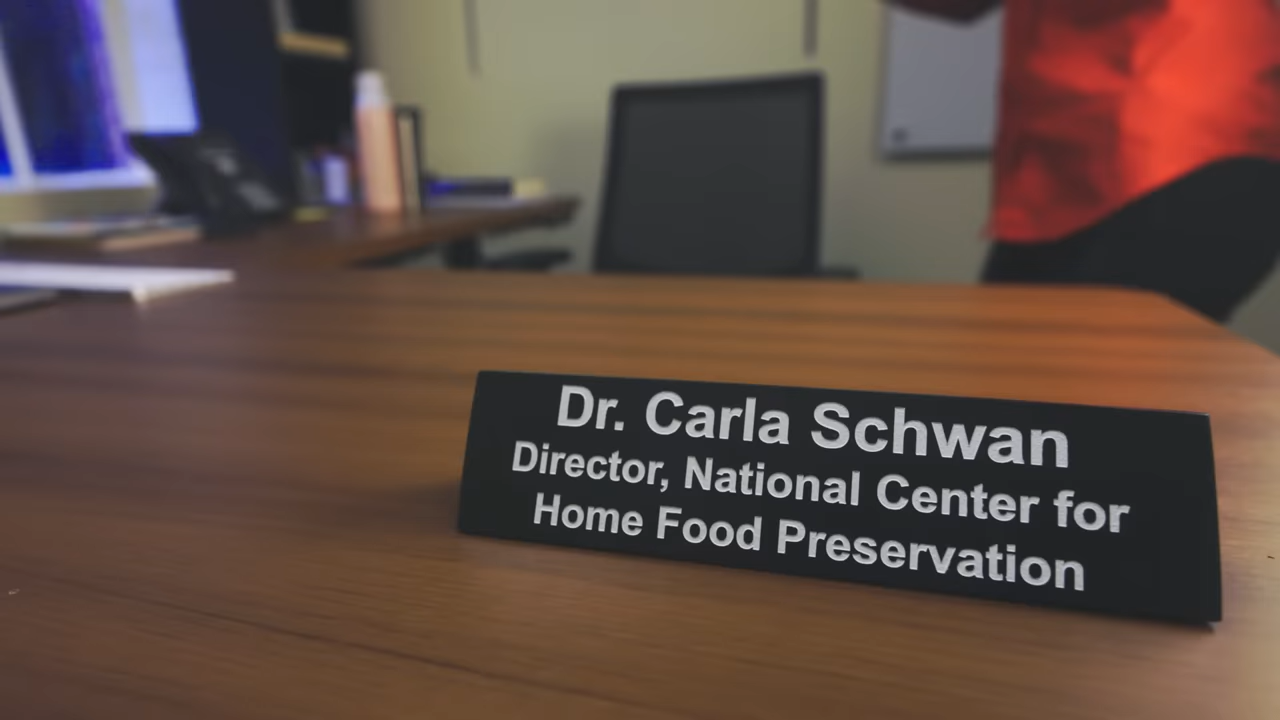 Dr. Carla Schwan
Director, National Center for
Home Food Preservation